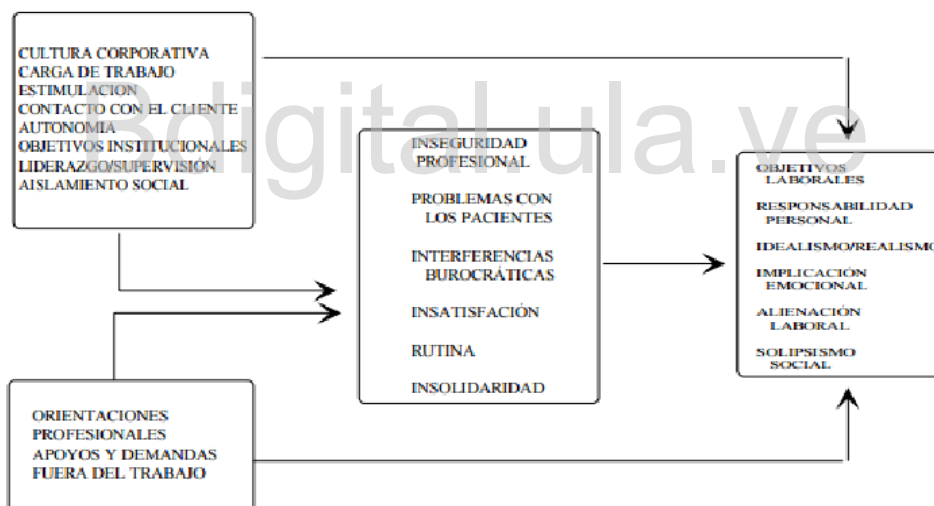 CULTURA CORPORATIVA
CARGA DE TRABAJO
ESTIMULACION
CONTACTO CON EL CLIENTE
AUTONOMIA
OBJETIVOS INSTITUCIONALES
LIDERAZGO/SUPERVISIÓN
AISLAMIENTO SOCIAL
Bdigital.ula.ve
ORIENTACIONES
PROFESIONALES
APOYOS Y DEMANDAS
FUERA DEL TRABAJO
INSEGURIDAD
PROFESIONAL
PROBLEMAS CON
LOS PACIENTES
INTERFERENCIAS
BUROCRÁTICAS
INSATISFACIÓN
RUTINA
INSOLIDARIDAD
OBJETIVOS
LABORALES
RESPONSABILIDAD
PERSONAL
IDEALISMO/REALISMO
IMPLICACIÓN
EMOCIONAL
ALIENACIÓN
LABORAL
SOLIPSISMO
SOCIAL